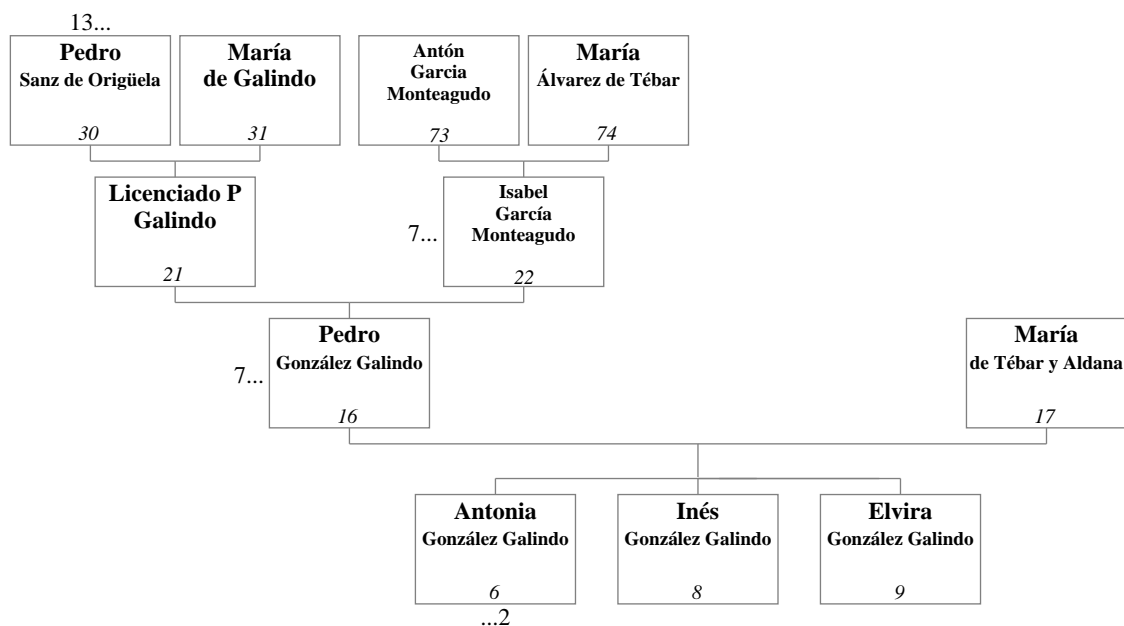 13...
Pedro
Sanz de Origüela
30
María
de Galindo
31
Antón
Garcia
Monteagudo
73
María
Álvarez de Tébar
74
Licenciado P
Galindo
21
7...
Isabel
García
Monteagudo
22
7...
Pedro
González Galindo
16
María
de Tébar y Aldana
17
Antonia
González Galindo
6
...2
Inés
González Galindo
8
Elvira
González Galindo
9